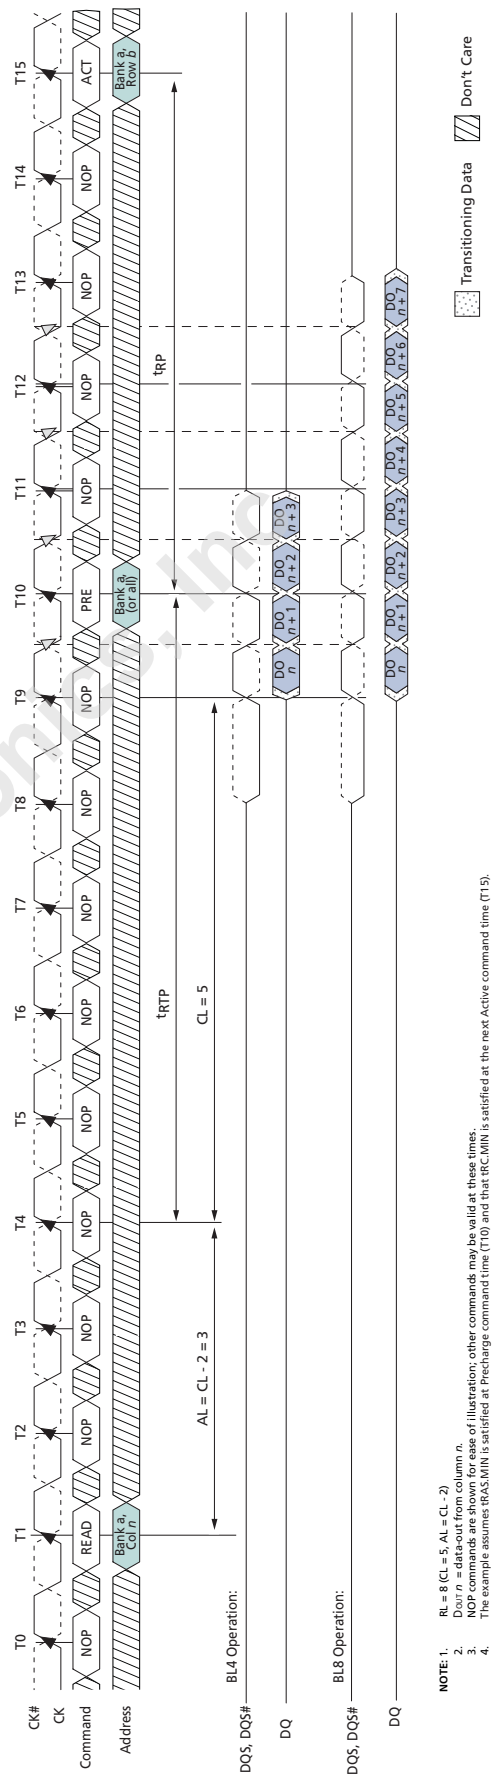 T0 T1 T2 T3 T4 T5 T6 T7 T8 T9 T10 T11 T12 T13 T14 T15
CK#
CK
Command NOP READ NOP NOP NOP NOP NOP NOP NOP NOP PRE NOP NOP NOP NOP ACT
Address Bank a, Col n Bank a, (or all) Bank a, Row b
AL = CL - 2 = 3
tRTP
tRP
CL = 5
BL4 Operation:
DQS, DQS#
DQ DO n DO n + 1 DO n + 2 DO n + 3
BL8 Operation:
DQS, DQS#
DQ DO n DO n + 1 DO n + 2 DO n + 3 DO n + 4 DO n + 5 DO n + 6 DO n + 7
NOTE: 1. RL = 8 (CL = 5, AL = CL - 2)
2. DOUT n = data-out from column n.
3. NOP commands are shown for ease of illustration; other commands may be valid at these times.
4. The example assumes tRAS.MIN is satisfied at Precharge command time (T10) and that tRC.MIN is satisfied at the next Active command time (T15).
Transitioning Data Don't Care
onics, Inc